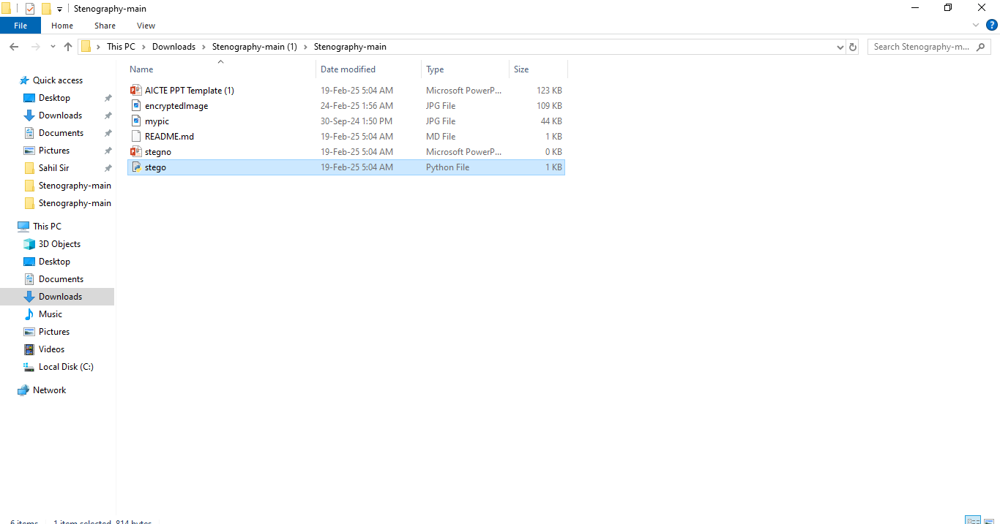 Stenography-main
File Home Share View
This PC Downloads Stenography-main (1) Stenography-main
Search Stenography-m...
Name Date modified Type Size
AICTE PPT Template (1) 19-Feb-25 5:04 AM Microsoft PowerP... 123 KB
encryptedImage 24-Feb-25 1:56 AM JPG File 109 KB
mypic 30-Sep-24 1:50 PM JPG File 44 KB
README.md 19-Feb-25 5:04 AM MD File 1 KB
stegno 19-Feb-25 5:04 AM Microsoft PowerP... 0 KB
stego 19-Feb-25 5:04 AM Python File 1 KB
Quick access
Desktop
Downloads
Documents
Pictures
Sahil Sir
Stenography-main
Stenography-main
This PC
3D Objects
Desktop
Documents
Downloads
Music
Pictures
Videos
Local Disk (C:)
Network
6 items 1 item selected 814 bytes